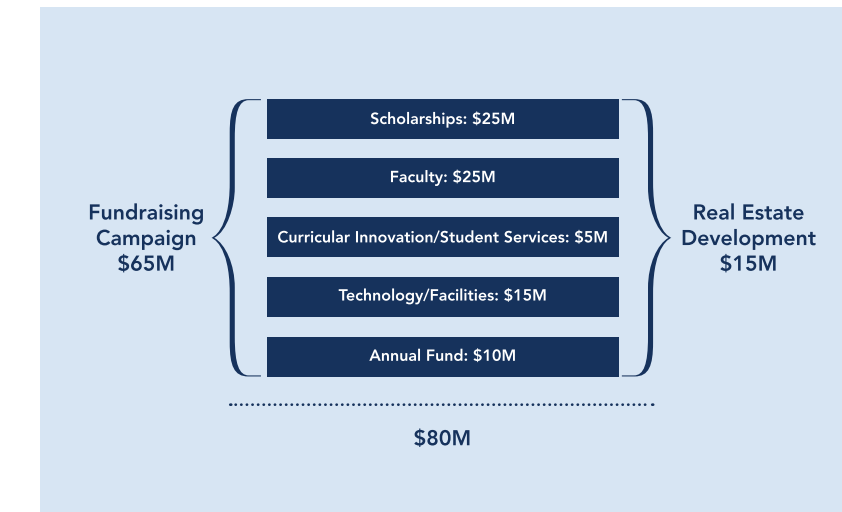 Scholarships: $25M
Faculty: $25M
Fundraising
Campaign
$65M
Curricular Innovation/Student Services: $5M
Real Estate
Development
$15M
Technology/Facilities: $15M
Annual Fund: $10M
$80M